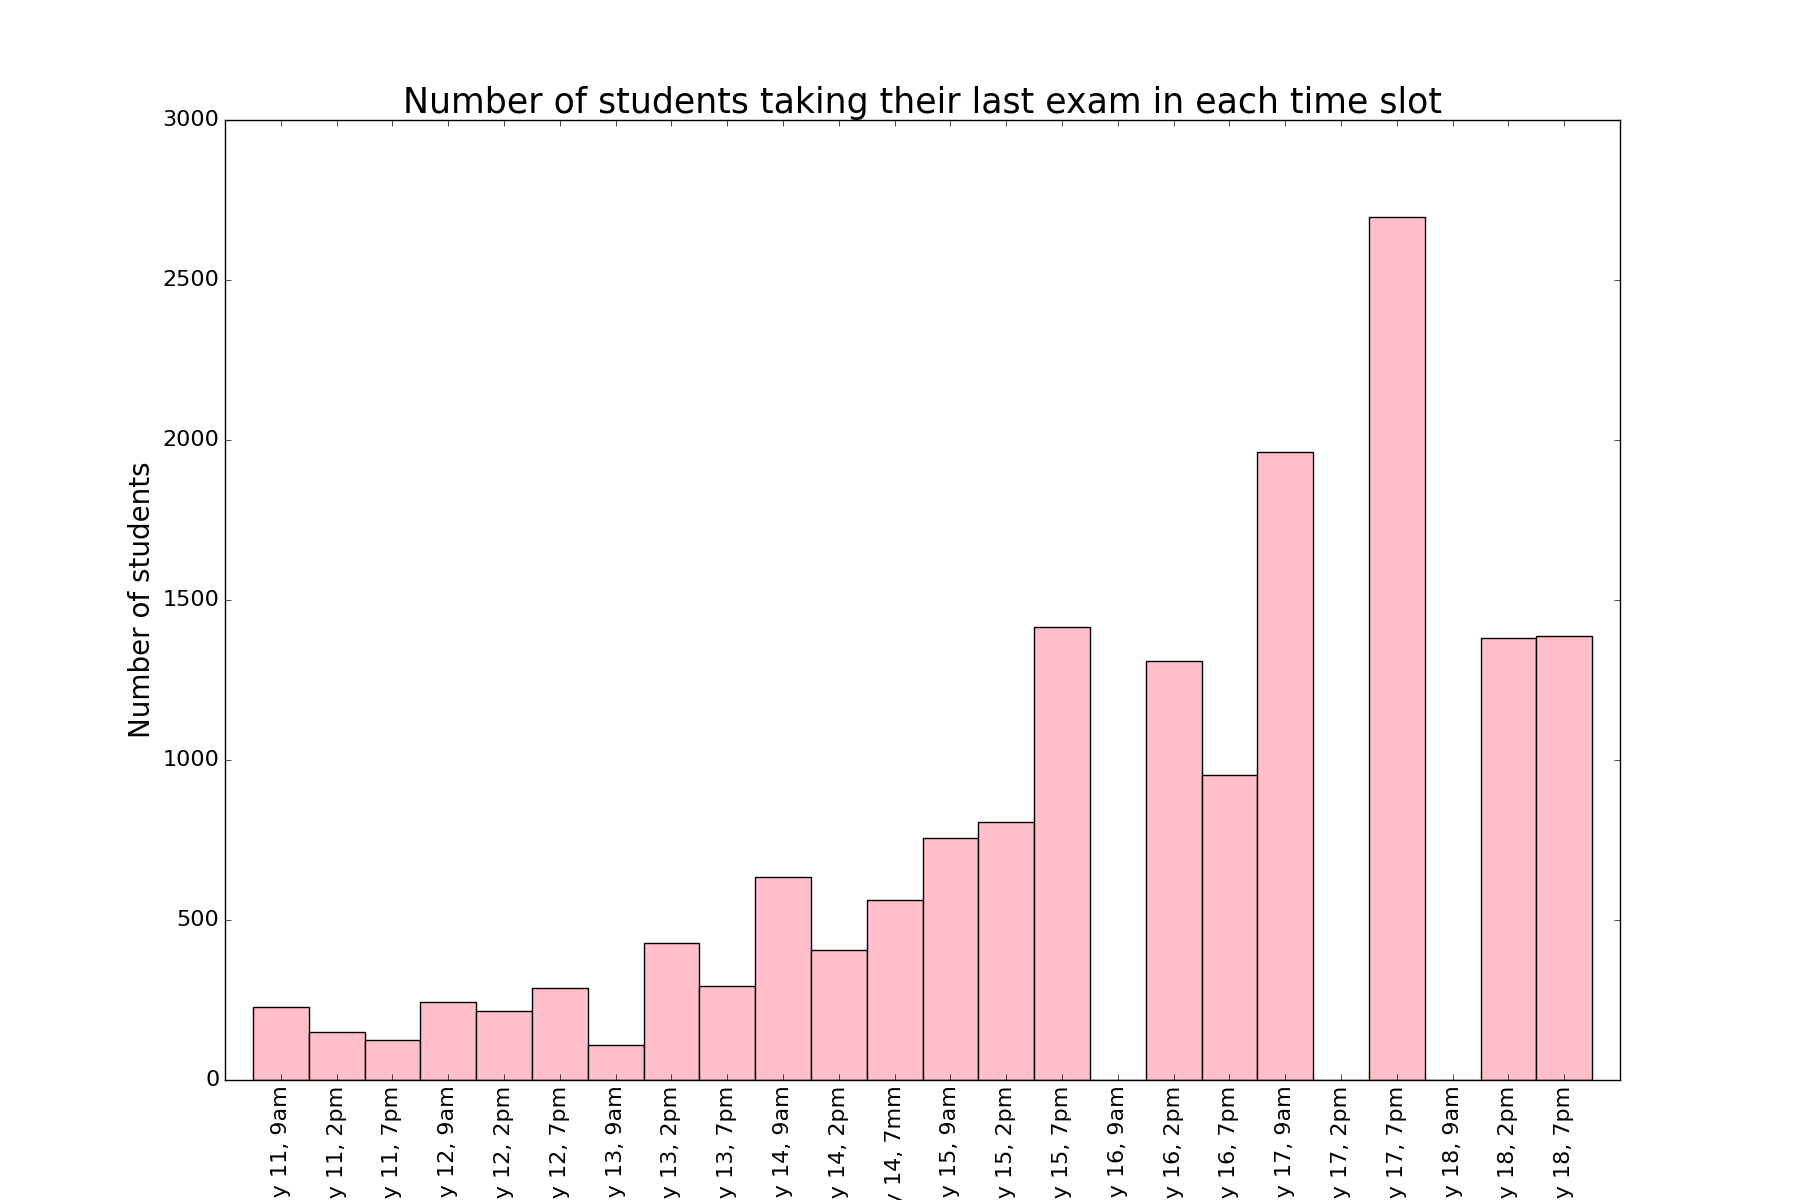 Number of students taking their last exam in each time slot
3000
2500
2000
1500
1000
500
0
Number of students
y 11, 9am
y 11, 2pm
y 11, 7pm
y 12, 9am
y 12, 2pm
y 12, 7pm
y 13, 9am
y 13, 2pm
y 13, 7pm
y 14, 9am
y 14, 2pm
y 14, 7mm
y 15, 9am
y 15, 2pm
y 15, 7pm
y 16, 9am
y 16, 2pm
y 16, 7pm
y 17, 9am
y 17, 2pm
y 17, 7pm
y 18, 9am
y 18, 2pm
y 18, 7pm